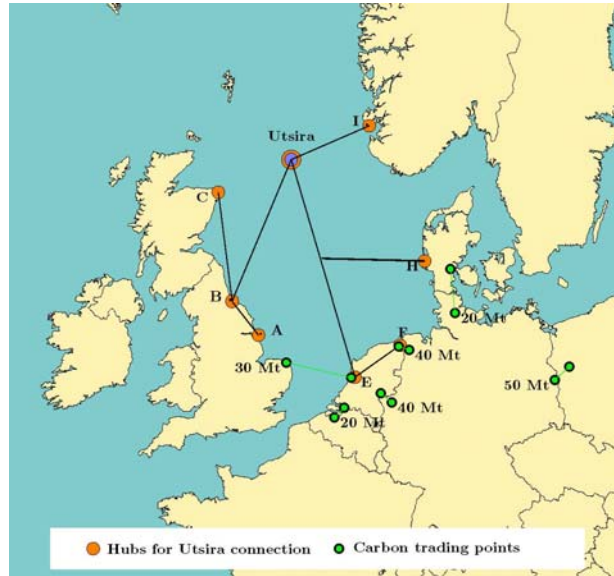 I
Utsira
C
H
B
20 Mt
A
F
40 Mt
30 Mt
E
50 Mt
40 Mt
20 Mt
Hubs for Utsira connection
Carbon trading points